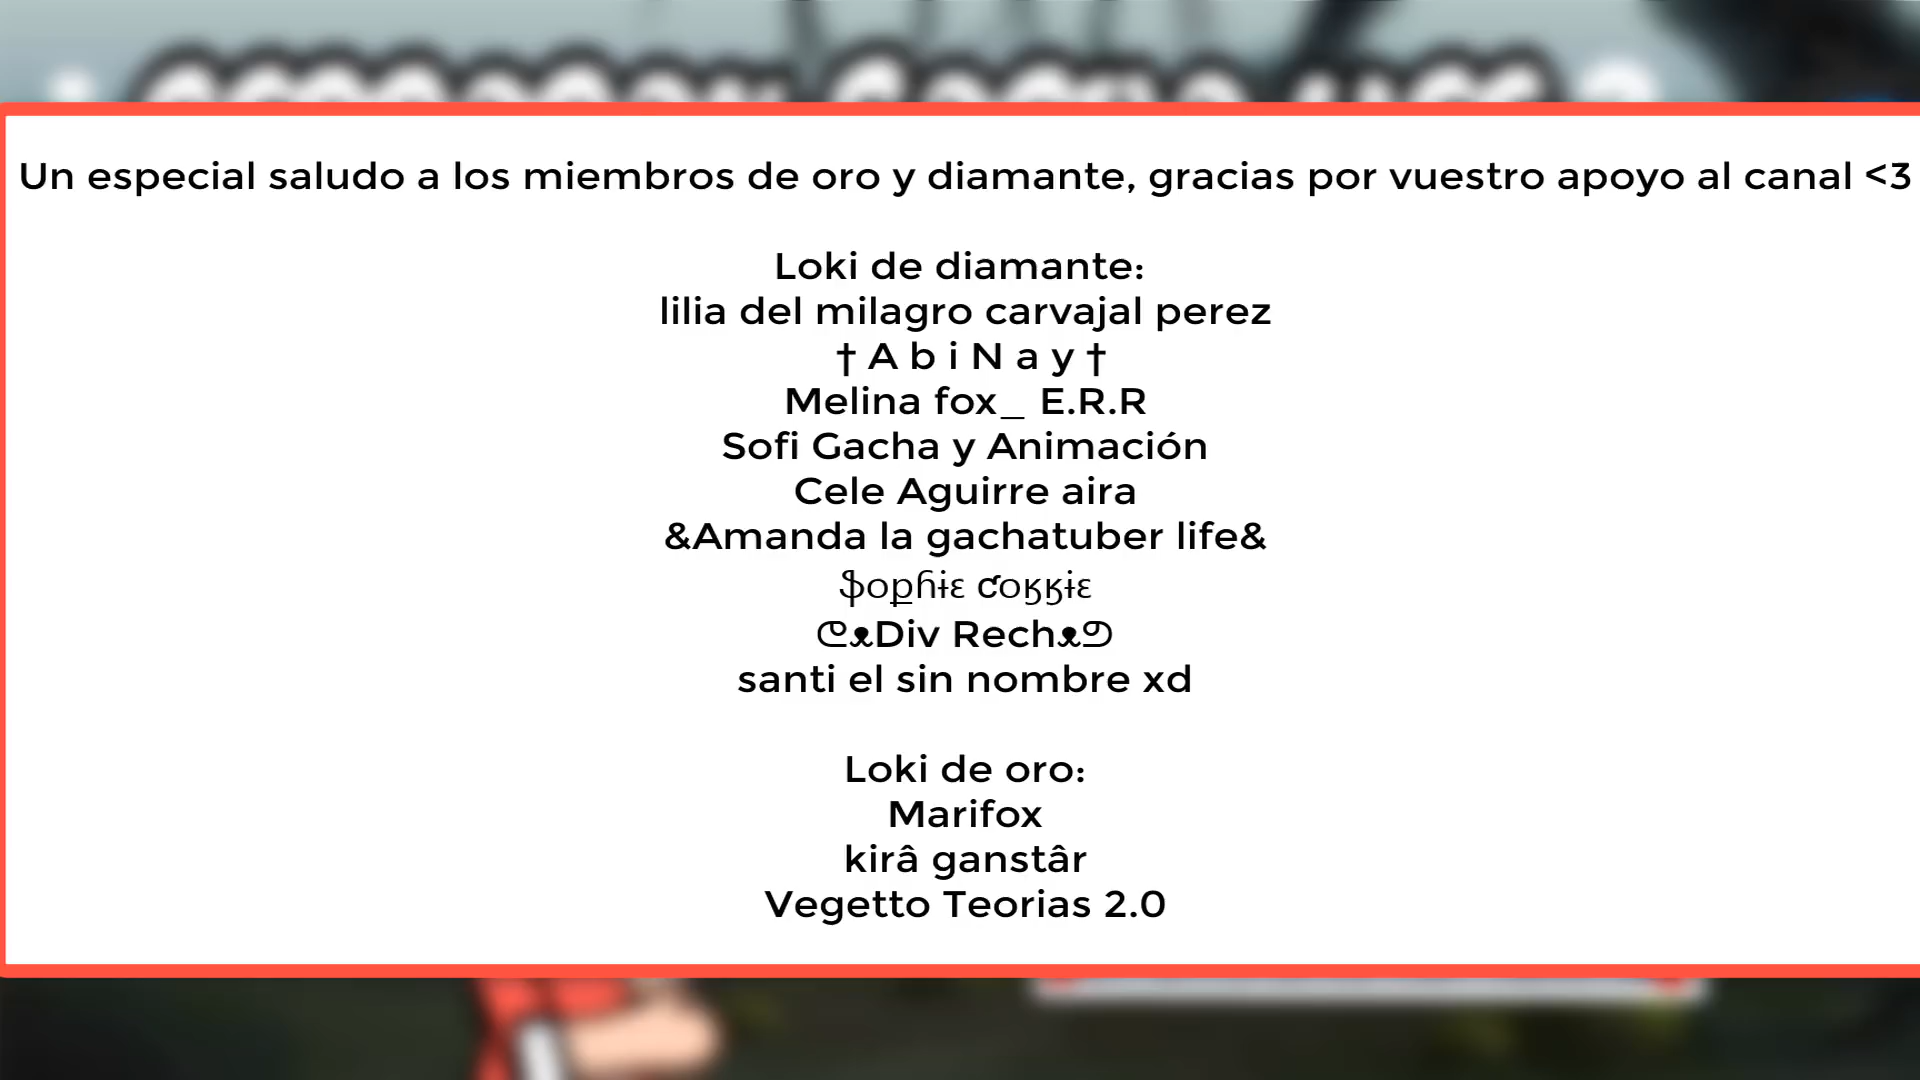 Un especial saludo a los miembros de oro y diamante, gracias por vuestro apoyo al canal <3
Loki de diamante:
lilia del milagro carvajal perez
† A b i N a y †
Melina fox_ E.R.R
Sofi Gacha y Animación
Cele Aguirre aira
&Amanda la gachatuber life&
ֆօքɦɨɛ ƈօӄӄɨɛ
ᘓᴥDiv Rechᴥᘐ
santi el sin nombre xd
Loki de oro:
Marifox
kirâ ganstâr
Vegetto Teorias 2.0